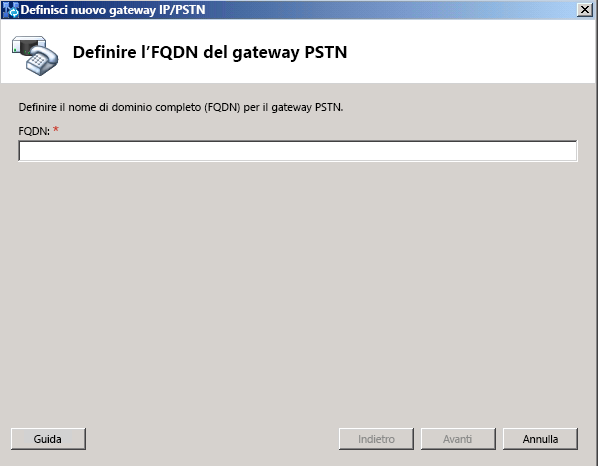 Definisci nuovo gateway IP/PSTN
Definire l'FQDN del gateway PSTN
Definire il nome di dominio completo (FQDN) per il gateway PSTN.
FQDN: *
Guida
Indietro
Avanti
Annulla